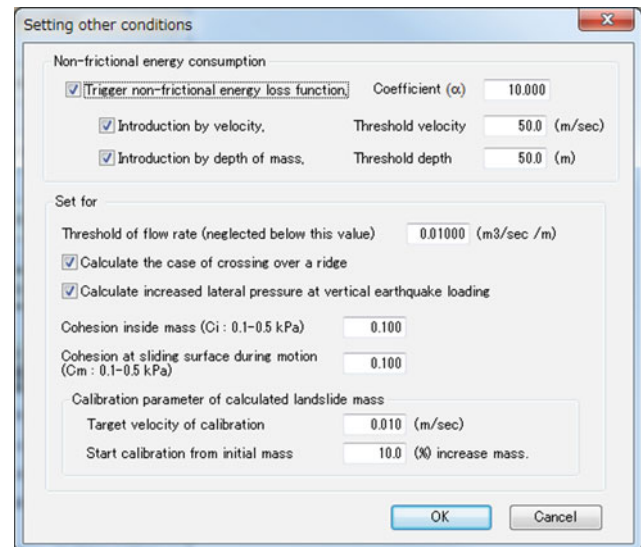 Setting other conditions
Non-frictional energy consumption
Trigger non-frictional energy loss function, Coefficient (α) 10.000
Introduction by velocity, Threshold velocity 50.0 (m/sec)
Introduction by depth of mass, Threshold depth 50.0 (m)
Set for
Threshold of flow rate (neglected below this value) 0.01000 (m3/sec /m)
Calculate the case of crossing over a ridge
Calculate increased lateral pressure at vertical earthquake loading
Cohesion inside mass (Ci : 0.1-0.5 kPa) 0.100
Cohesion at sliding surface during motion
(Cm : 0.1-0.5 kPa) 0.100
Calibration parameter of calculated landslide mass
Target velocity of calibration 0.010 (m/sec)
Start calibration from initial mass 10.0 (%) increase mass.
OK Cancel